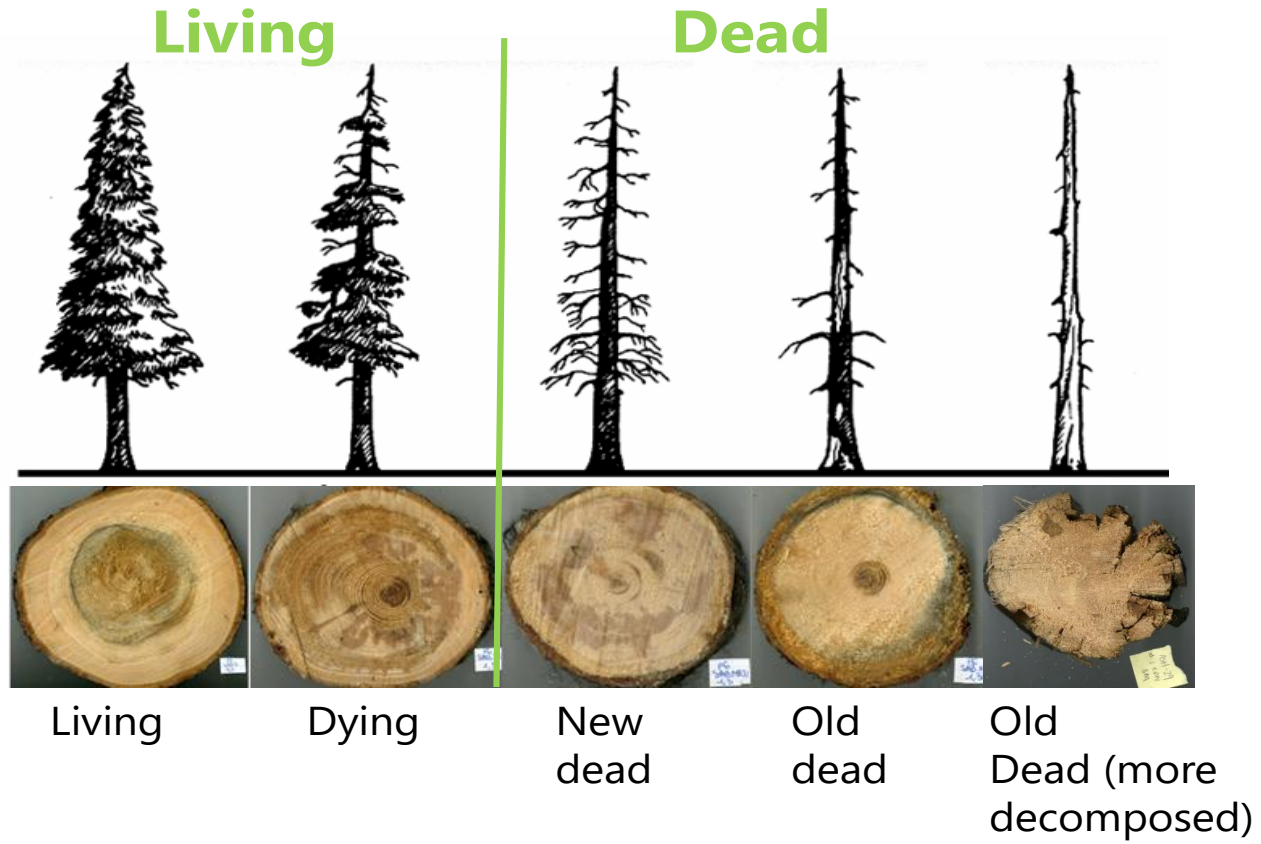 Living
Dead
Living
Dying
New
dead
Old
dead
Old
Dead (more
decomposed)